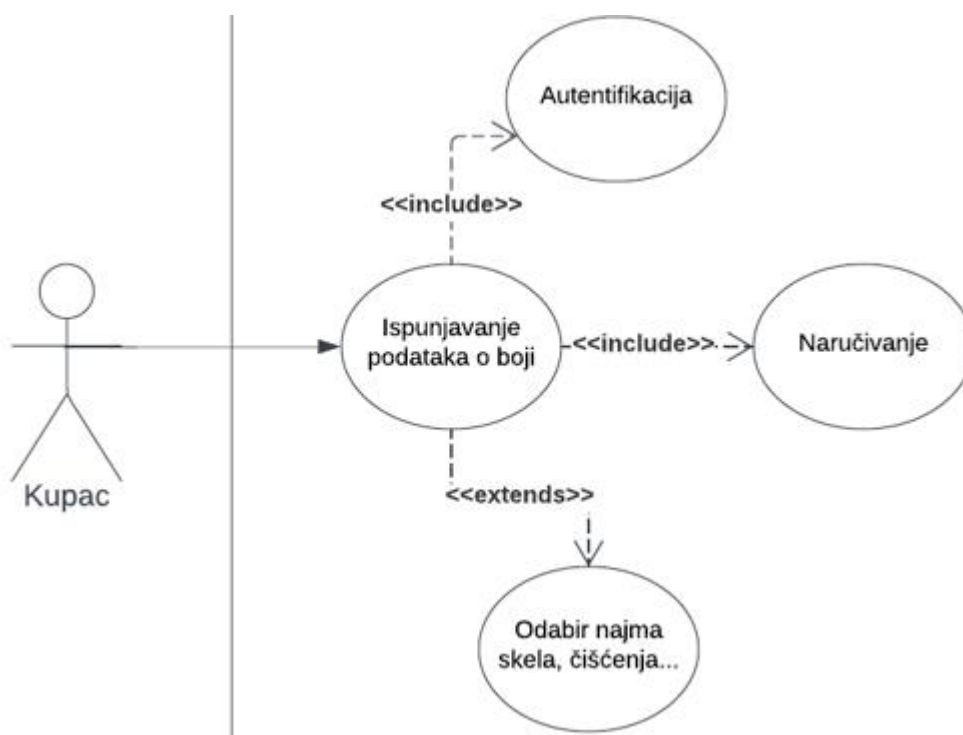 Autentifikacija
<<include>>
Ispunjavanje
podataka o boji
<<include>>
Naručivanje
Kupac
<<extends>>
Odabir najma
skela, čišćenja...